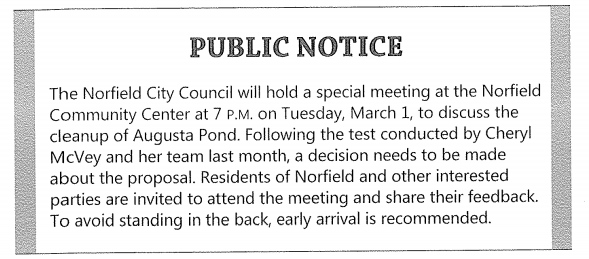 PUBLIC NOTICE
The Norfield City Council will hold a special meeting at the Norfield
Community Center at 7 P.M. on Tuesday, March 1, to discuss the
cleanup of Augusta Pond. Following the test conducted by Cheryl
McVey and her team last month, a decision needs to be made
about the proposal. Residents of Norfield and other interested
parties are invited to attend the meeting and share their feedback.
To avoid standing in the back, early arrival is recommended.